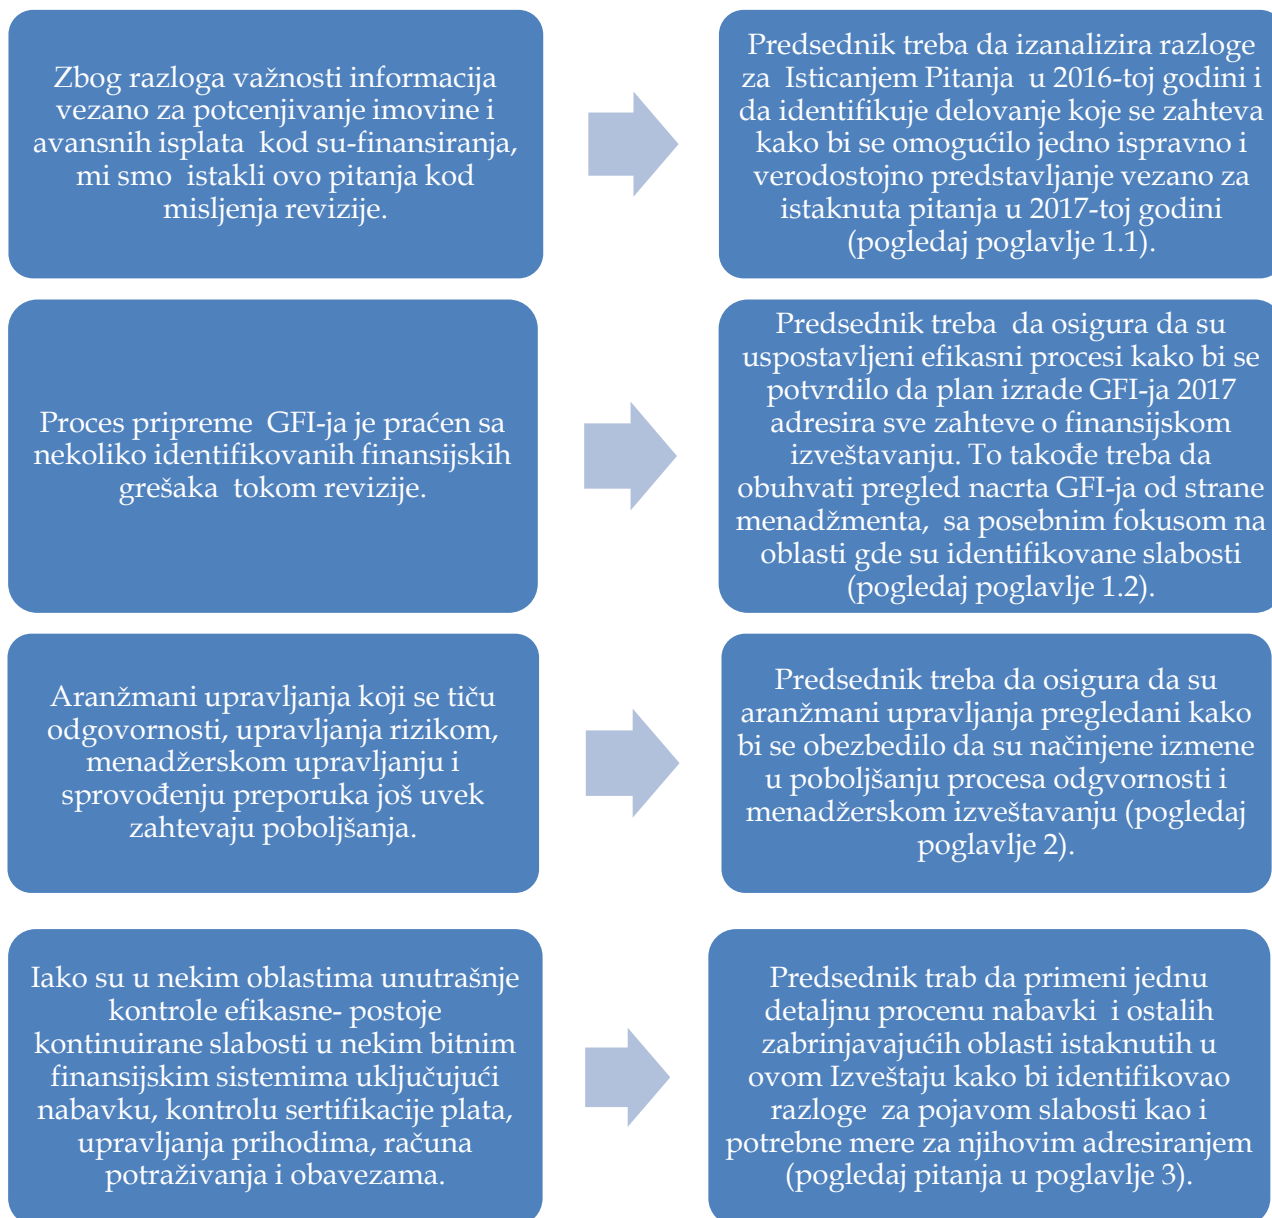 Zbog razloga važnosti informacija
vezano za potcenjivanje imovine i
avansnih isplata kod su-finansiranja,
mi smo istakli ovo pitanja kod
misljenja revizije.
Predsednik treba da izanalizira razloge
za Isticanjem Pitanja u 2016-toj godini i
da identifikuje delovanje koje se zahteva
kako bi se omogućilo jedno ispravno i
verodostojno predstavljanje vezano za
istaknuta pitanja u 2017-toj godini
(pogledaj poglavlje 1.1).
Proces pripreme GFI-ja je praćen sa
nekoliko identifikovanih finansijskih
grešaka tokom revizije.
Predsednik treba da osigura da su
uspostavljeni efikasni procesi kako bi se
potvrdilo da plan izrade GFI-ja 2017
adresira sve zahteve o finansijskom
izveštavanju. To takođe treba da
obuhvati pregled nacrta GFI-ja od strane
menadžmenta, sa posebnim fokusom na
oblasti gde su identifikovane slabosti
(pogledaj poglavlje 1.2).
Aranžmani upravljanja koji se tiču
odgovornosti, upravljanja rizikom,
menadžerskom upravljanju i
sprovođenju preporuka još uvek
zahtevaju poboljšanja.
Predsednik treba da osigura da su
aranžmani upravljanja pregledani kako
bi se obezbedilo da su načinjene izmene
u poboljšanju procesa odgvornosti i
menadžerskom izveštavanju (pogledaj
poglavlje 2).
Iako su u nekim oblastima unutrašnje
kontrole efikasne- postoje
kontinuirane slabosti u nekim bitnim
finansijskim sistemima uključujući
nabavku, kontrolu sertifikacije plata,
upravljanja prihodima, računa
potraživanja i obavezama.
Predsednik trab da primeni jednu
detaljnu procenu nabavki i ostalih
zabrinjavajućih oblasti istaknutih u
ovom Izveštaju kako bi identifikovao
razloge za pojavom slabosti kao i
potrebne mere za njihovim adresiranjem
(pogledaj pitanja u poglavlje 3).